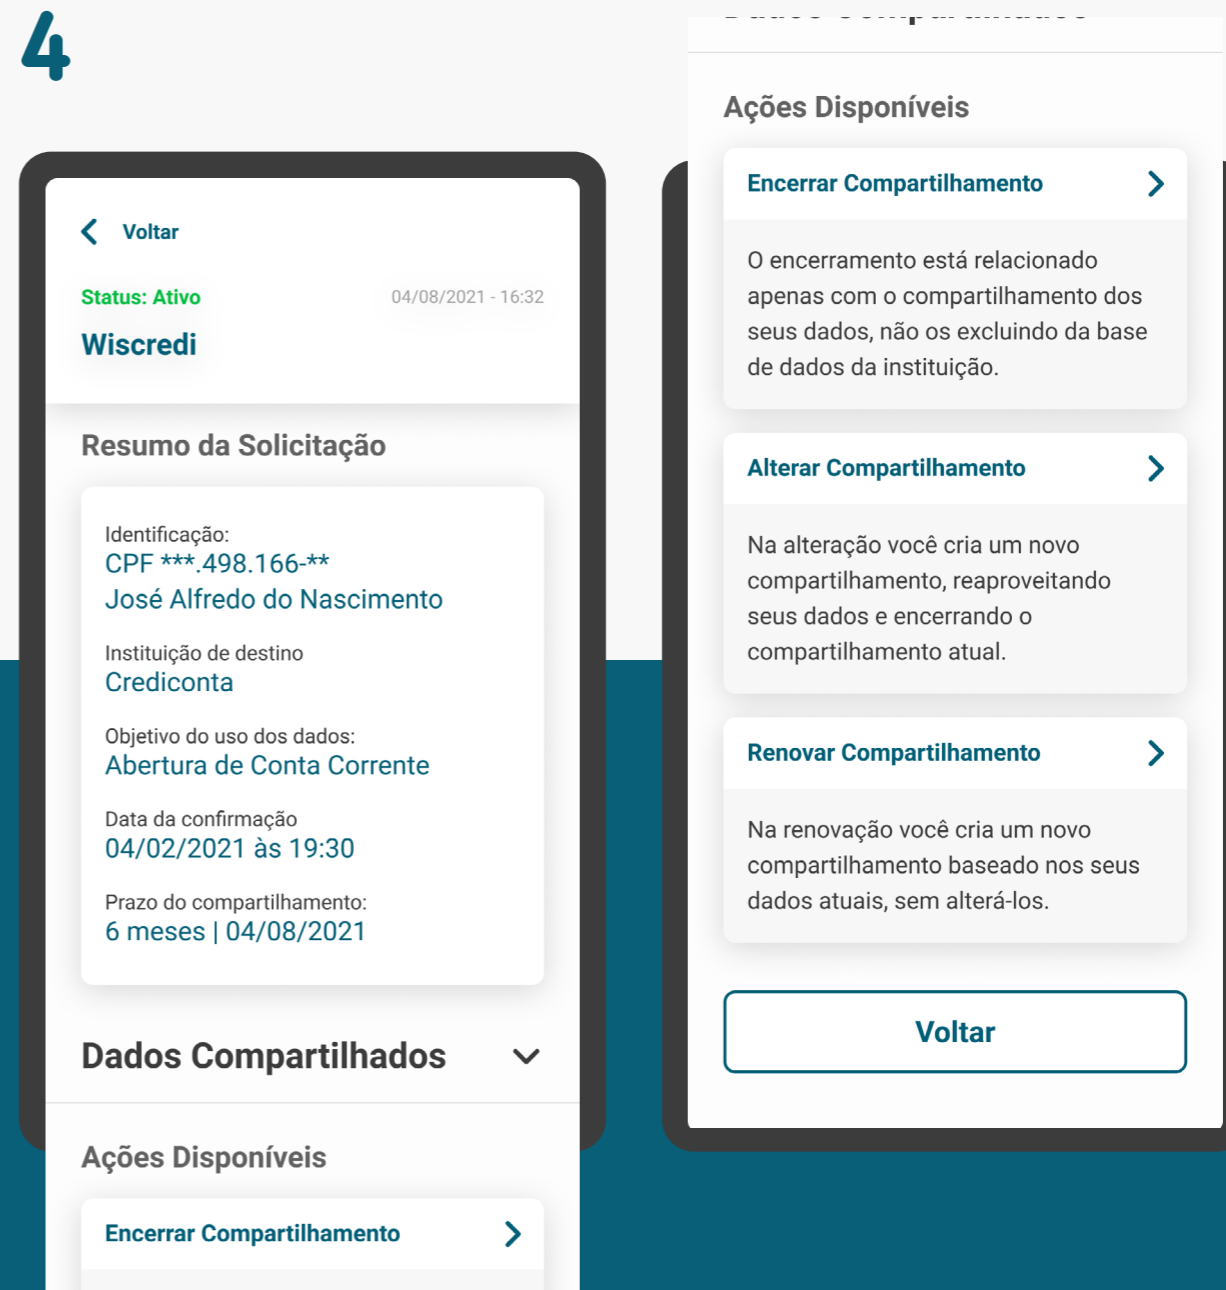 4
Voltar
Status: Ativo
04/08/2021 - 16:32
Wiscredi
Resumo da Solicitação
Identificação:
CPF ***.498.166-**
José Alfredo do Nascimento
Instituição de destino
Crediconta
Objetivo do uso dos dados:
Abertura de Conta Corrente
Data da confirmação
04/02/2021 às 19:30
Prazo do compartilhamento:
6 meses | 04/08/2021
Dados Compartilhados
Ações Disponíveis
Encerrar Compartilhamento
Dados Compartilhados
Ações Disponíveis
Encerrar Compartilhamento
O encerramento está relacionado
apenas com o compartilhamento dos
seus dados, não os excluindo da base
de dados da instituição.
Alterar Compartilhamento
Na alteração você cria um novo
compartilhamento, reaproveitando
seus dados e encerrando o
compartilhamento atual.
Renovar Compartilhamento
Na renovação você cria um novo
compartilhamento baseado nos seus
dados atuais, sem alterá-los.
Voltar